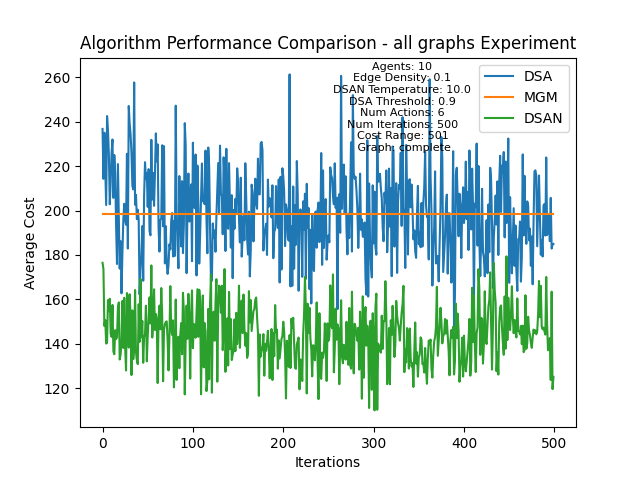 Algorithm Performance Comparison - all graphs Experiment
Agents: 10
Edge Density: 0.1
DSAN Temperature: 10.0
DSA Threshold: 0.9
Num Actions: 6
Num Iterations: 500
Cost Range: 501
Graph: complete
DSA
MGM
DSAN
Average Cost
260
240
220
200
180
160
140
120
0
100
200
300
400
500
Iterations